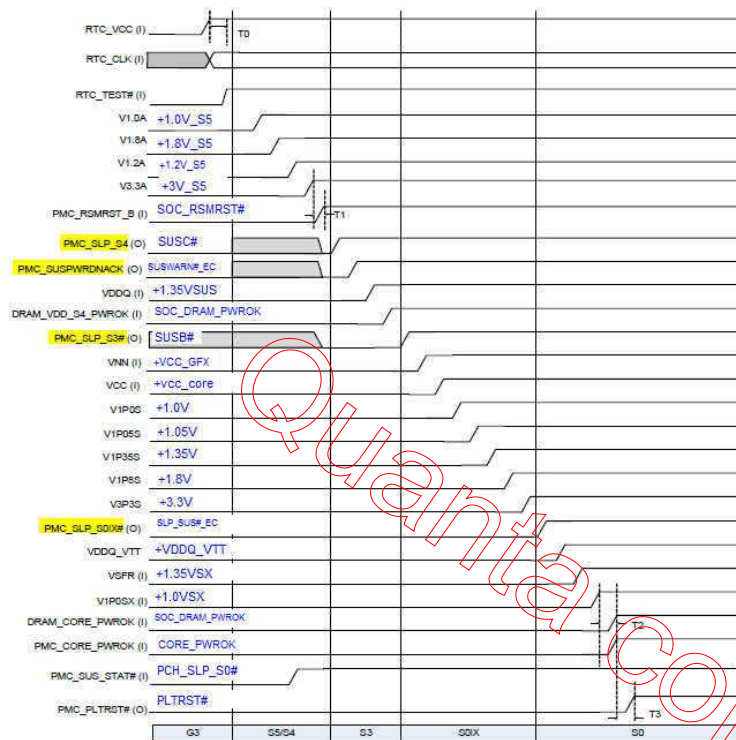 RTC_VCC (I)
T0
RTC_CLK (I)
RTC_TEST# (I)
V1.0A +1.0V_S5
V1.8A +1.8V_S5
V1.2A +1.2V_S5
V3.3A +3V_S5
PMC_RSMRST_B (I) SOC_RSMRST# T1
PMC_SLP_S4 (O) SUSC#
PMC_SUSPWRDNACK (O) SUSWARN#_EC
VDDQ (I) +1.35VSUS
DRAM_VDD_S4_PWROK (I) SOC_DRAM_PWROK
PMC_SLP_S3# (O) SUSB#
VNN (I) +VCC_GFX
VCC (I) +vcc_core
V1P0S +1.0V
V1P05S +1.05V
V1P35S +1.35V
V1P8S +1.8V
V3P3S +3.3V
PMC_SLP_S0IX# (O) SLP_SUS#_EC
VDDQ_VTT +VDDQ_VTT
VSFR (I) +1.35VSX
V1P0SX (I) +1.0VSX
DRAM_CORE_PWROK (I) SOC_DRAM_PWROK T2
PMC_CORE_PWROK (I) CORE_PWROK
PMC_SUS_STAT# (I) PCH_SLP_S0#
PMC_PLTRST# (O) PLTRST# T3
G3 S5/S4 S3 S0IX S0
Quanta